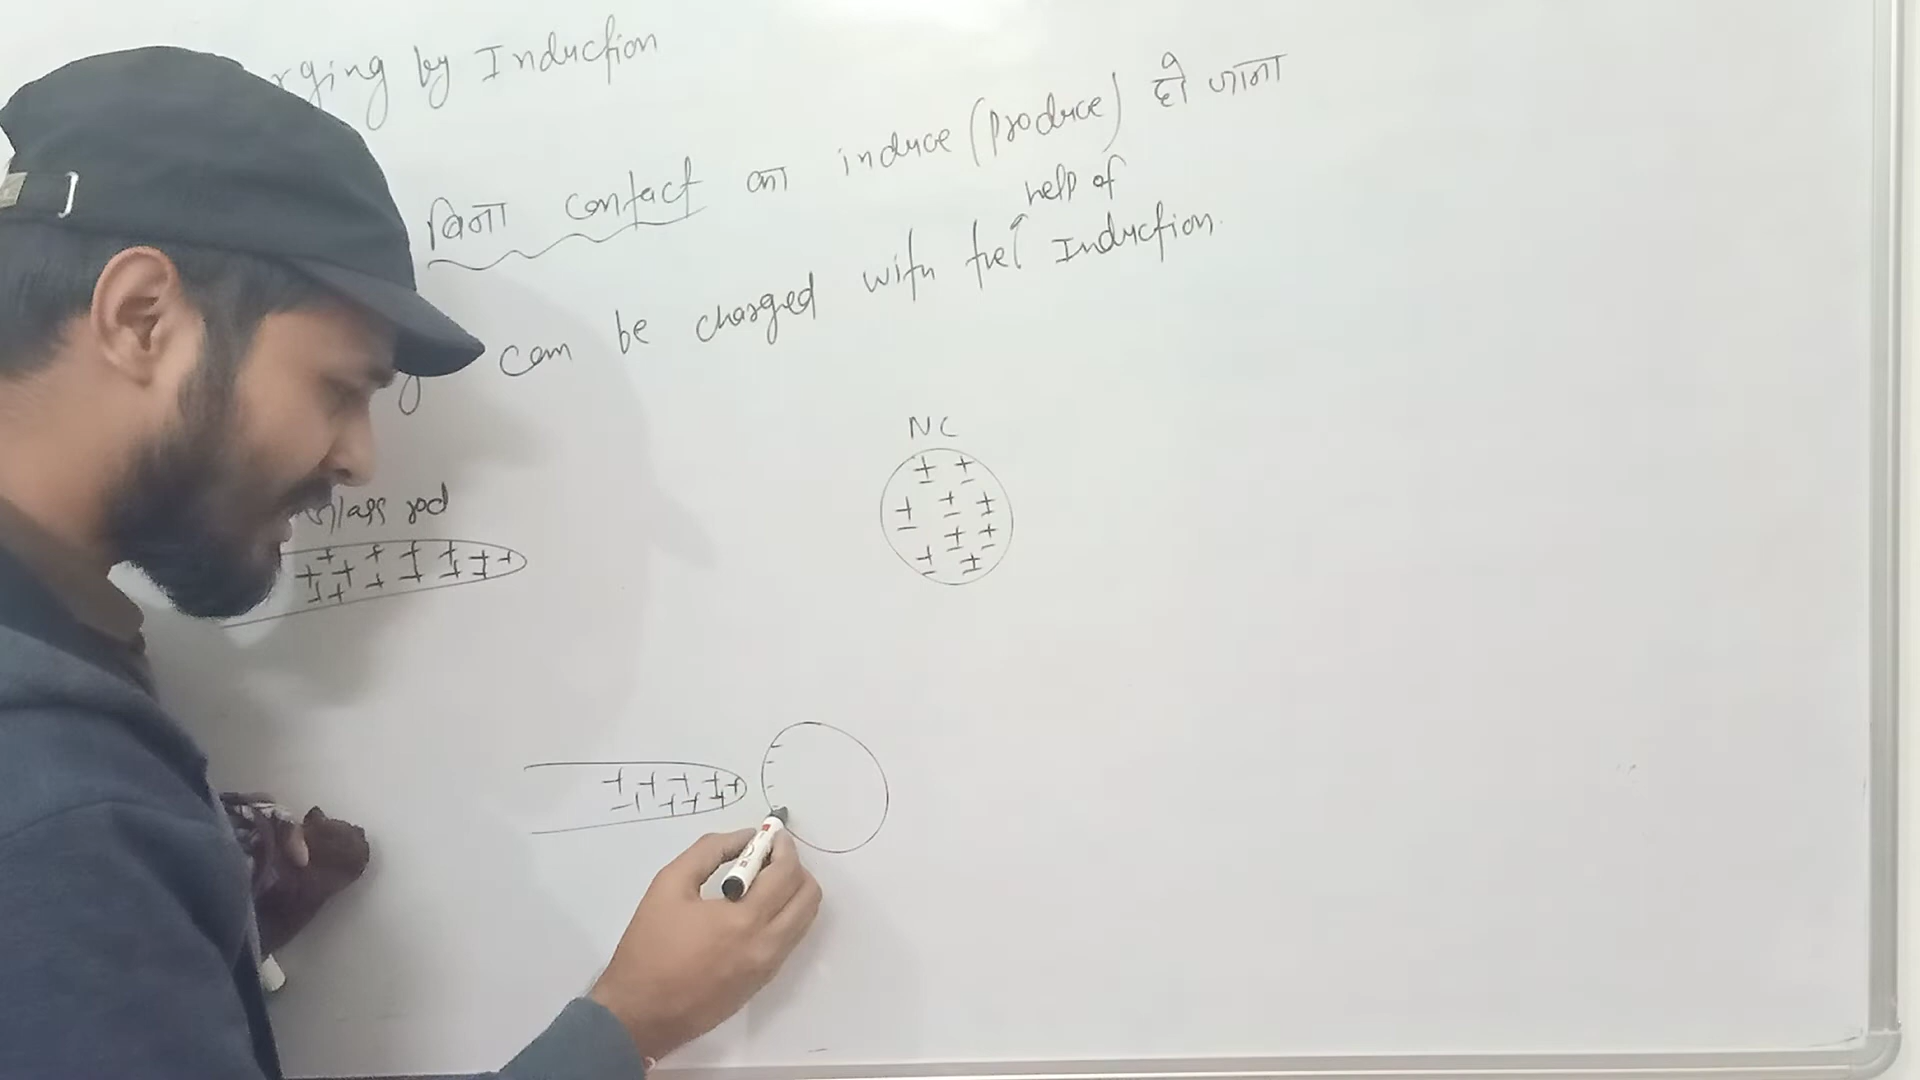 rging by Induction
बिना contact का induce (produce) हो जाना
help of
can be charged with the Induction.
NC
Glass rod
+ +
+ + +
+ +
+ +
+ + + + + + +
+ + + + +